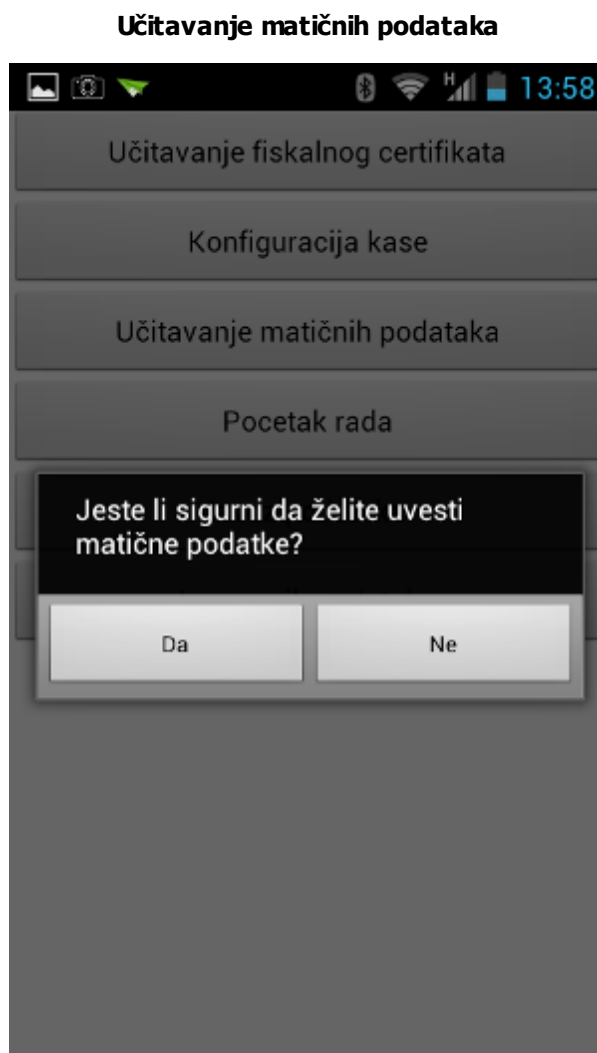 Učitavanje matičnih podataka
H 13:58
Učitavanje fiskalnog certifikata
Konfiguracija kase
Učitavanje matičnih podataka
Pocetak rada
Jeste li sigurni da želite uvesti
matične podatke?
Da Ne